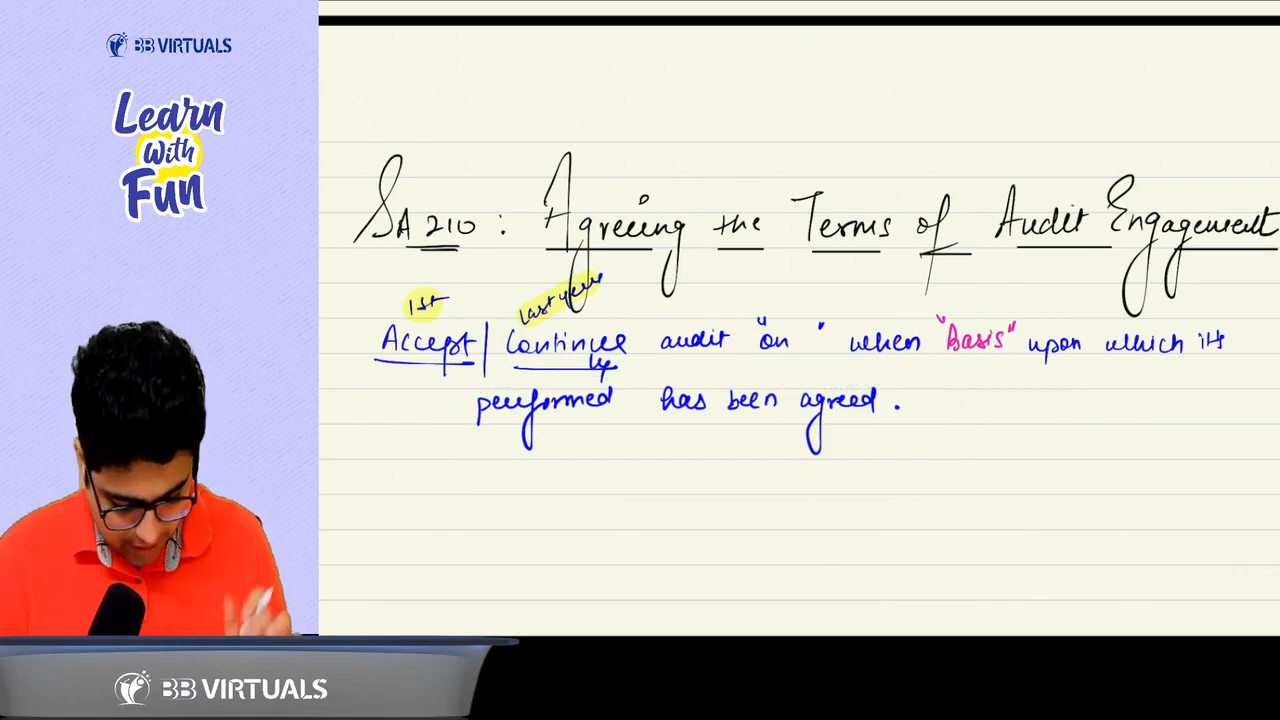 BB VIRTUALS
Learn
With
Fun
SA 210 : Agreeing the Terms of Audit Engagement
1st Last year
Accept | Continue audit "on" when "Basis" upon which its
performed has been agreed .
BB VIRTUALS